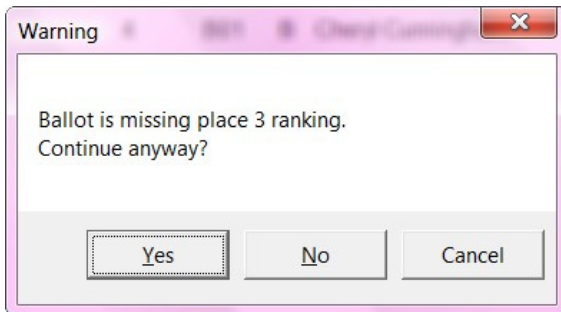 Warning
Ballot is missing place 3 ranking.
Continue anyway?
Yes
No
Cancel